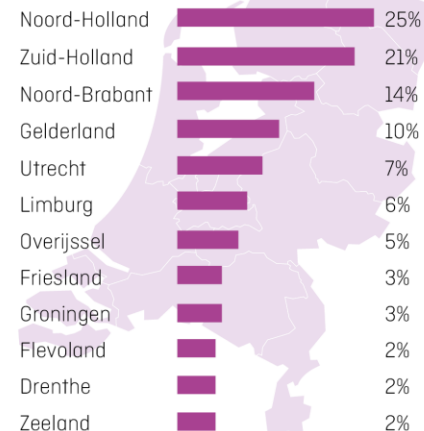 Noord-Holland 25%
Zuid-Holland 21%
Noord-Brabant 14%
Gelderland 10%
Utrecht 7%
Limburg 6%
Overijssel 5%
Friesland 3%
Groningen 3%
Flevoland 2%
Drenthe 2%
Zeeland 2%